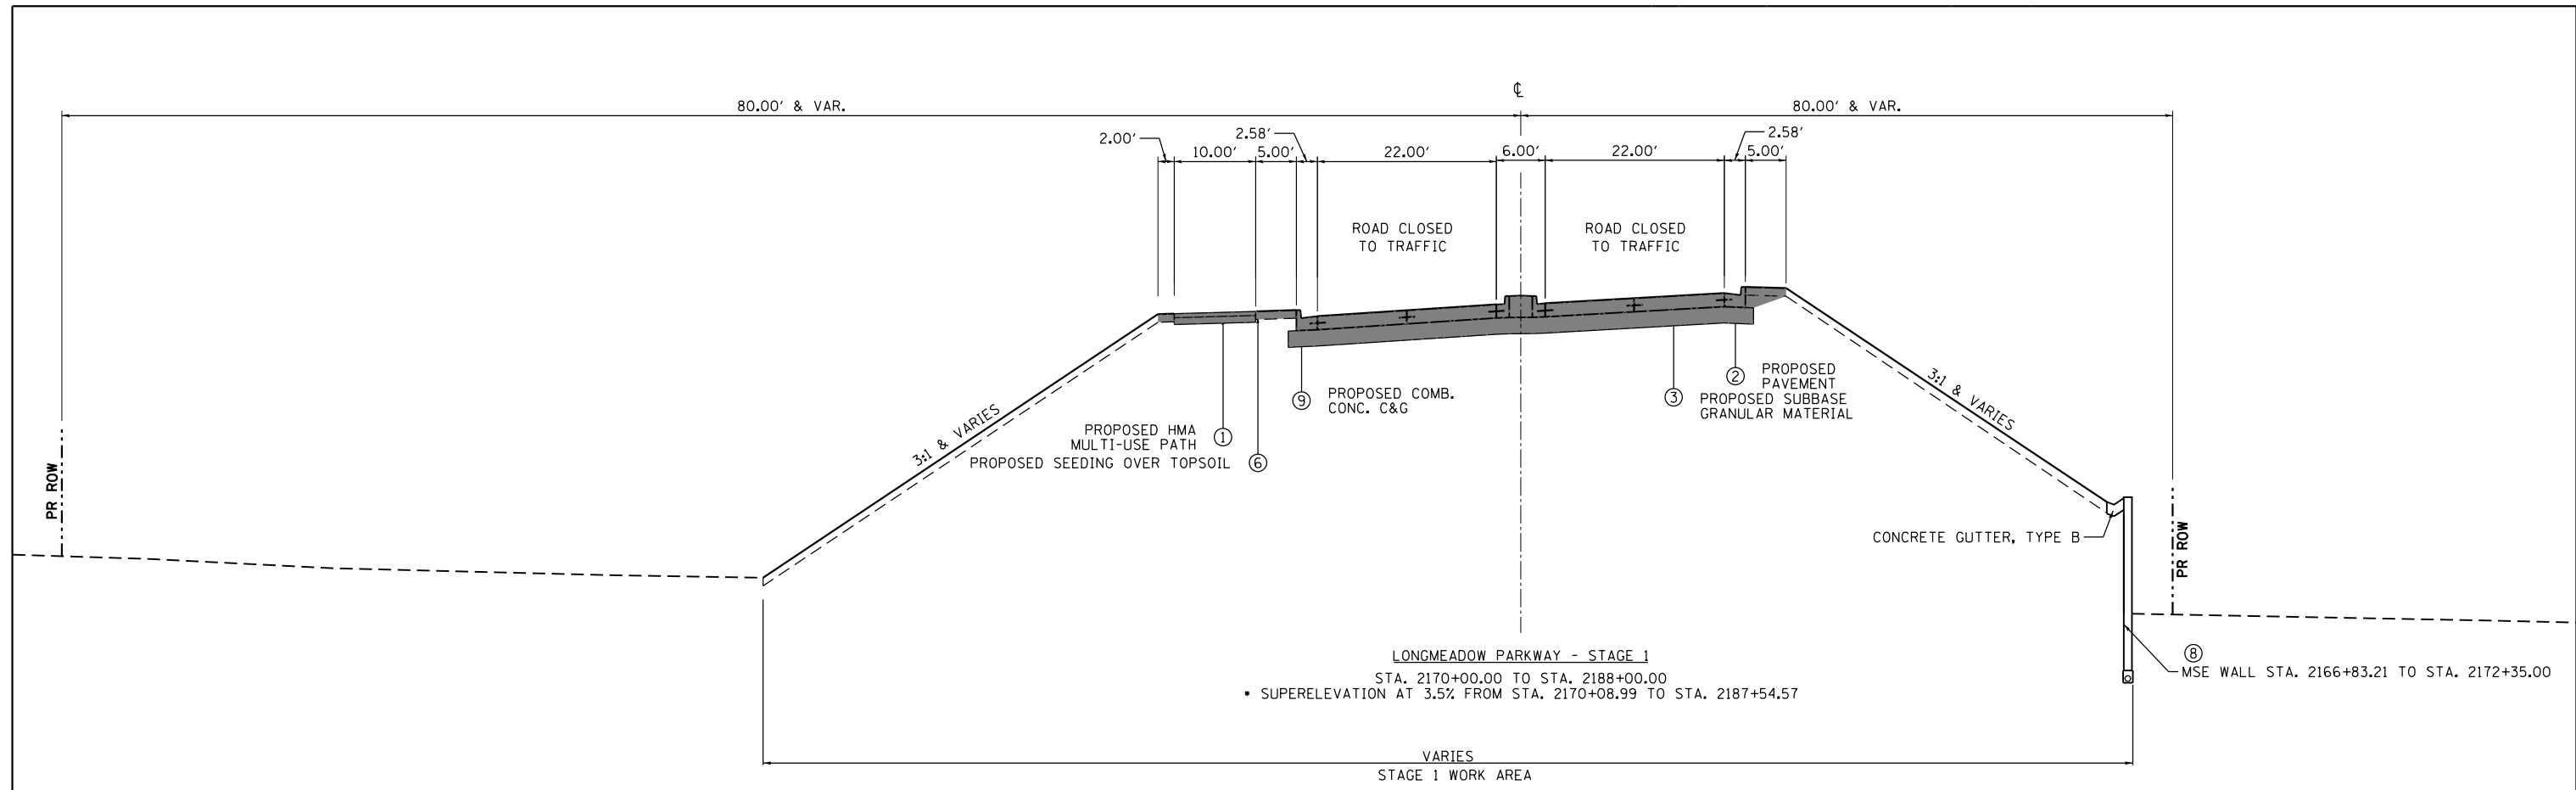 ℄
80.00' & VAR.
80.00' & VAR.
2.00'
10.00'
5.00'
2.58'
22.00'
6.00'
22.00'
2.58'
5.00'
ROAD CLOSED
TO TRAFFIC
ROAD CLOSED
TO TRAFFIC
3:1 & VARIES
3:1 & VARIES
PROPOSED HMA
MULTI-USE PATH
1
PROPOSED SEEDING OVER TOPSOIL
6
9
PROPOSED COMB.
CONC. C&G
2
PROPOSED
PAVEMENT
3
PROPOSED SUBBASE
GRANULAR MATERIAL
PR ROW
PR ROW
CONCRETE GUTTER, TYPE B
8
MSE WALL STA. 2166+83.21 TO STA. 2172+35.00
LONGMEADOW PARKWAY - STAGE 1
STA. 2170+00.00 TO STA. 2188+00.00
• SUPERELEVATION AT 3.5% FROM STA. 2170+08.99 TO STA. 2187+54.57
VARIES
STAGE 1 WORK AREA